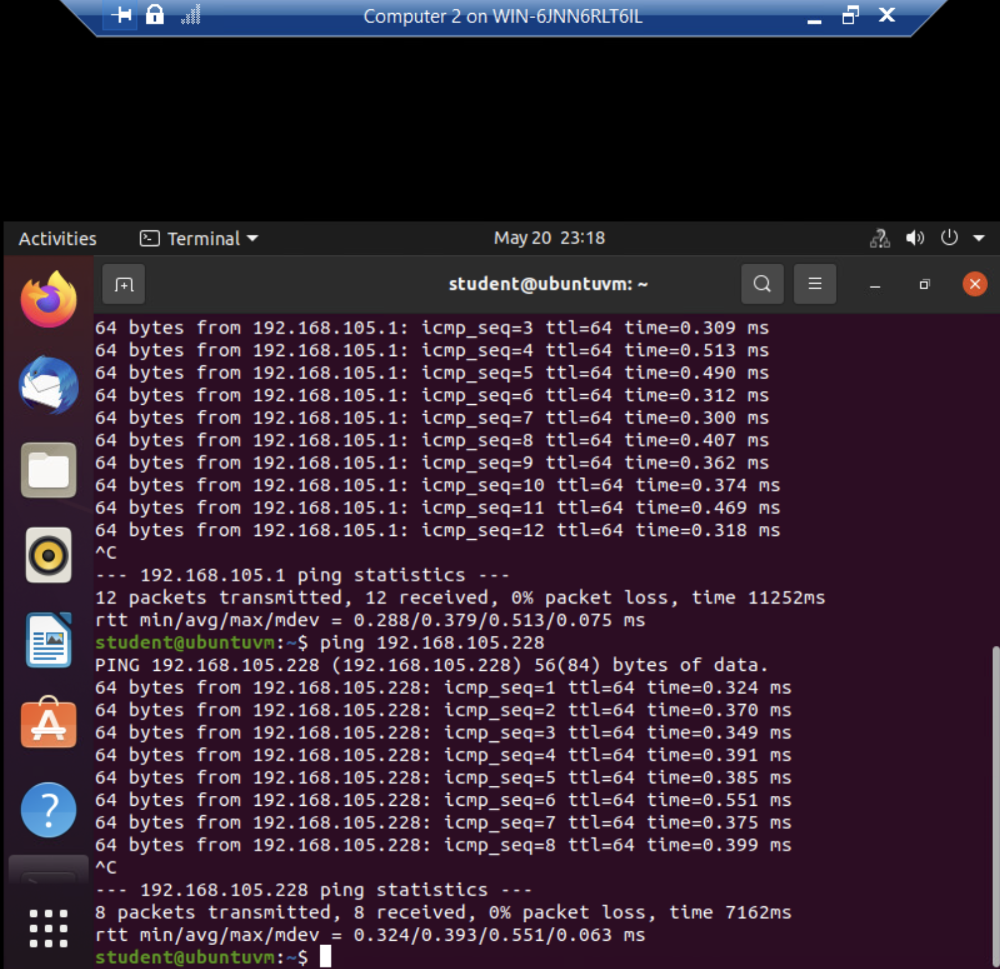 Computer 2 on WIN-6JNN6RLT6IL
Activities
Terminal
May 20 23:18
student@ubuntuvm: ~
64 bytes from 192.168.105.1: icmp_seq=3 ttl=64 time=0.309 ms
64 bytes from 192.168.105.1: icmp_seq=4 ttl=64 time=0.513 ms
64 bytes from 192.168.105.1: icmp_seq=5 ttl=64 time=0.490 ms
64 bytes from 192.168.105.1: icmp_seq=6 ttl=64 time=0.312 ms
64 bytes from 192.168.105.1: icmp_seq=7 ttl=64 time=0.300 ms
64 bytes from 192.168.105.1: icmp_seq=8 ttl=64 time=0.407 ms
64 bytes from 192.168.105.1: icmp_seq=9 ttl=64 time=0.362 ms
64 bytes from 192.168.105.1: icmp_seq=10 ttl=64 time=0.374 ms
64 bytes from 192.168.105.1: icmp_seq=11 ttl=64 time=0.469 ms
64 bytes from 192.168.105.1: icmp_seq=12 ttl=64 time=0.318 ms
^C
--- 192.168.105.1 ping statistics ---
12 packets transmitted, 12 received, 0% packet loss, time 11252ms
rtt min/avg/max/mdev = 0.288/0.379/0.513/0.075 ms
student@ubuntuvm:~$ ping 192.168.105.228
PING 192.168.105.228 (192.168.105.228) 56(84) bytes of data.
64 bytes from 192.168.105.228: icmp_seq=1 ttl=64 time=0.324 ms
64 bytes from 192.168.105.228: icmp_seq=2 ttl=64 time=0.370 ms
64 bytes from 192.168.105.228: icmp_seq=3 ttl=64 time=0.349 ms
64 bytes from 192.168.105.228: icmp_seq=4 ttl=64 time=0.391 ms
64 bytes from 192.168.105.228: icmp_seq=5 ttl=64 time=0.385 ms
64 bytes from 192.168.105.228: icmp_seq=6 ttl=64 time=0.551 ms
64 bytes from 192.168.105.228: icmp_seq=7 ttl=64 time=0.375 ms
64 bytes from 192.168.105.228: icmp_seq=8 ttl=64 time=0.399 ms
^C
--- 192.168.105.228 ping statistics ---
8 packets transmitted, 8 received, 0% packet loss, time 7162ms
rtt min/avg/max/mdev = 0.324/0.393/0.551/0.063 ms
student@ubuntuvm:~$